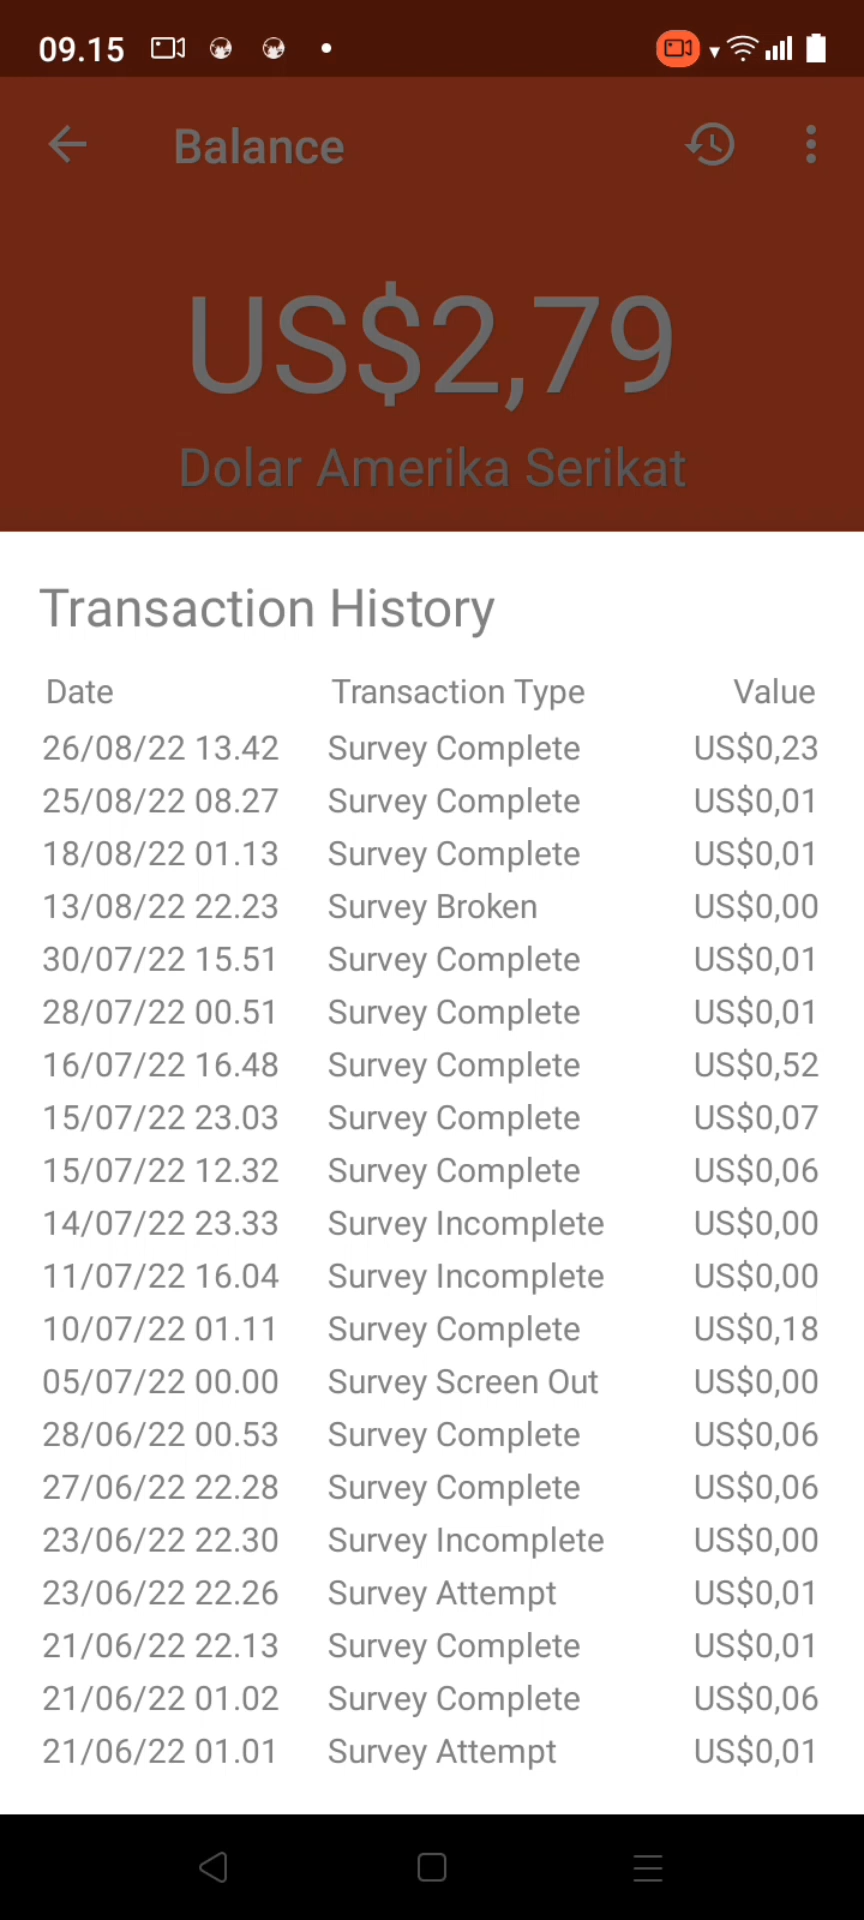 09.15
Balance
US$2,79
Dolar Amerika Serikat
Transaction History
Date Transaction Type Value
26/08/22 13.42 Survey Complete US$0,23
25/08/22 08.27 Survey Complete US$0,01
18/08/22 01.13 Survey Complete US$0,01
13/08/22 22.23 Survey Broken US$0,00
30/07/22 15.51 Survey Complete US$0,01
28/07/22 00.51 Survey Complete US$0,01
16/07/22 16.48 Survey Complete US$0,52
15/07/22 23.03 Survey Complete US$0,07
15/07/22 12.32 Survey Complete US$0,06
14/07/22 23.33 Survey Incomplete US$0,00
11/07/22 16.04 Survey Incomplete US$0,00
10/07/22 01.11 Survey Complete US$0,18
05/07/22 00.00 Survey Screen Out US$0,00
28/06/22 00.53 Survey Complete US$0,06
27/06/22 22.28 Survey Complete US$0,06
23/06/22 22.30 Survey Incomplete US$0,00
23/06/22 22.26 Survey Attempt US$0,01
21/06/22 22.13 Survey Complete US$0,01
21/06/22 01.02 Survey Complete US$0,06
21/06/22 01.01 Survey Attempt US$0,01